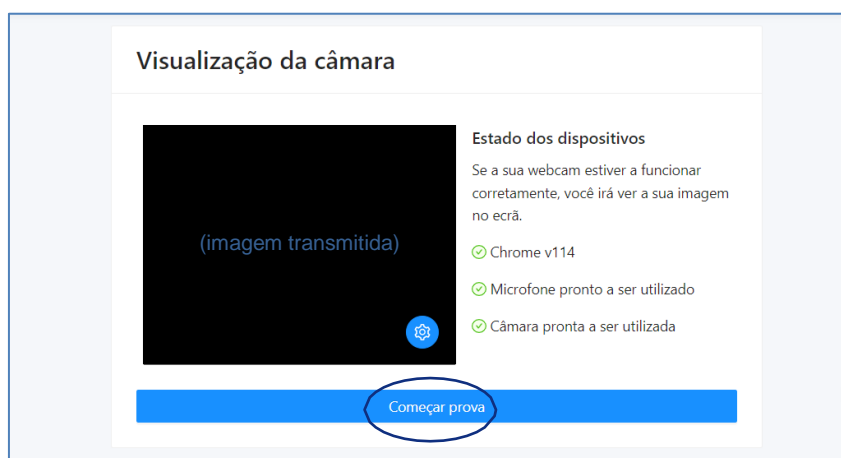 Visualização da câmara
(imagem transmitida)
Estado dos dispositivos
Se a sua webcam estiver a funcionar
corretamente, você irá ver a sua imagem
no ecrã.
Chrome v114
Microfone pronto a ser utilizado
Câmara pronta a ser utilizada
Começar prova